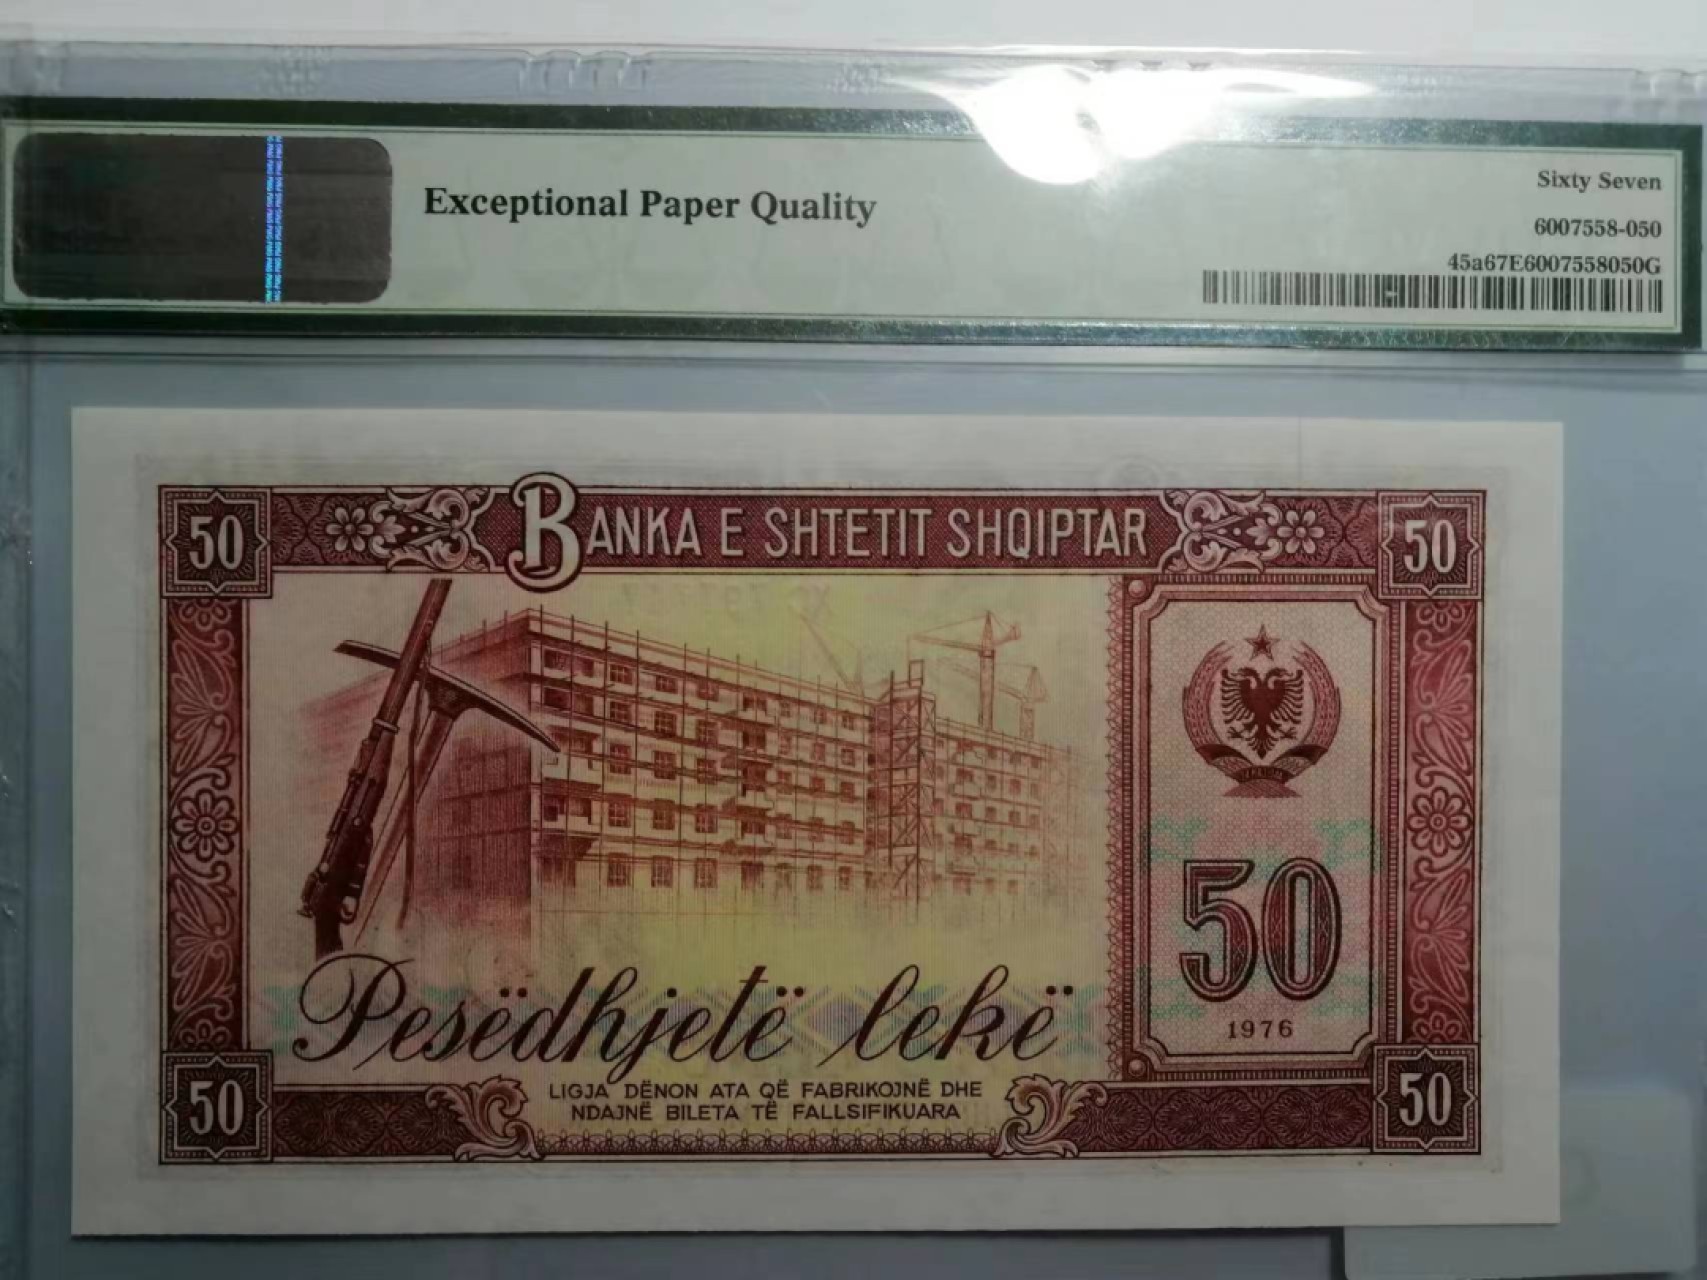 Exceptional Paper Quality
Sixty Seven
6007558-050
45a67E6007558050G
50
BANKA E SHTETIT SHQIPTAR
50
50
1976
Pesëdhjetë lekë
LIGJA DËNON ATA QË FABRIKOJNË DHE
NDAJNË BILETA TË FALLSIFIKUARA
50
50